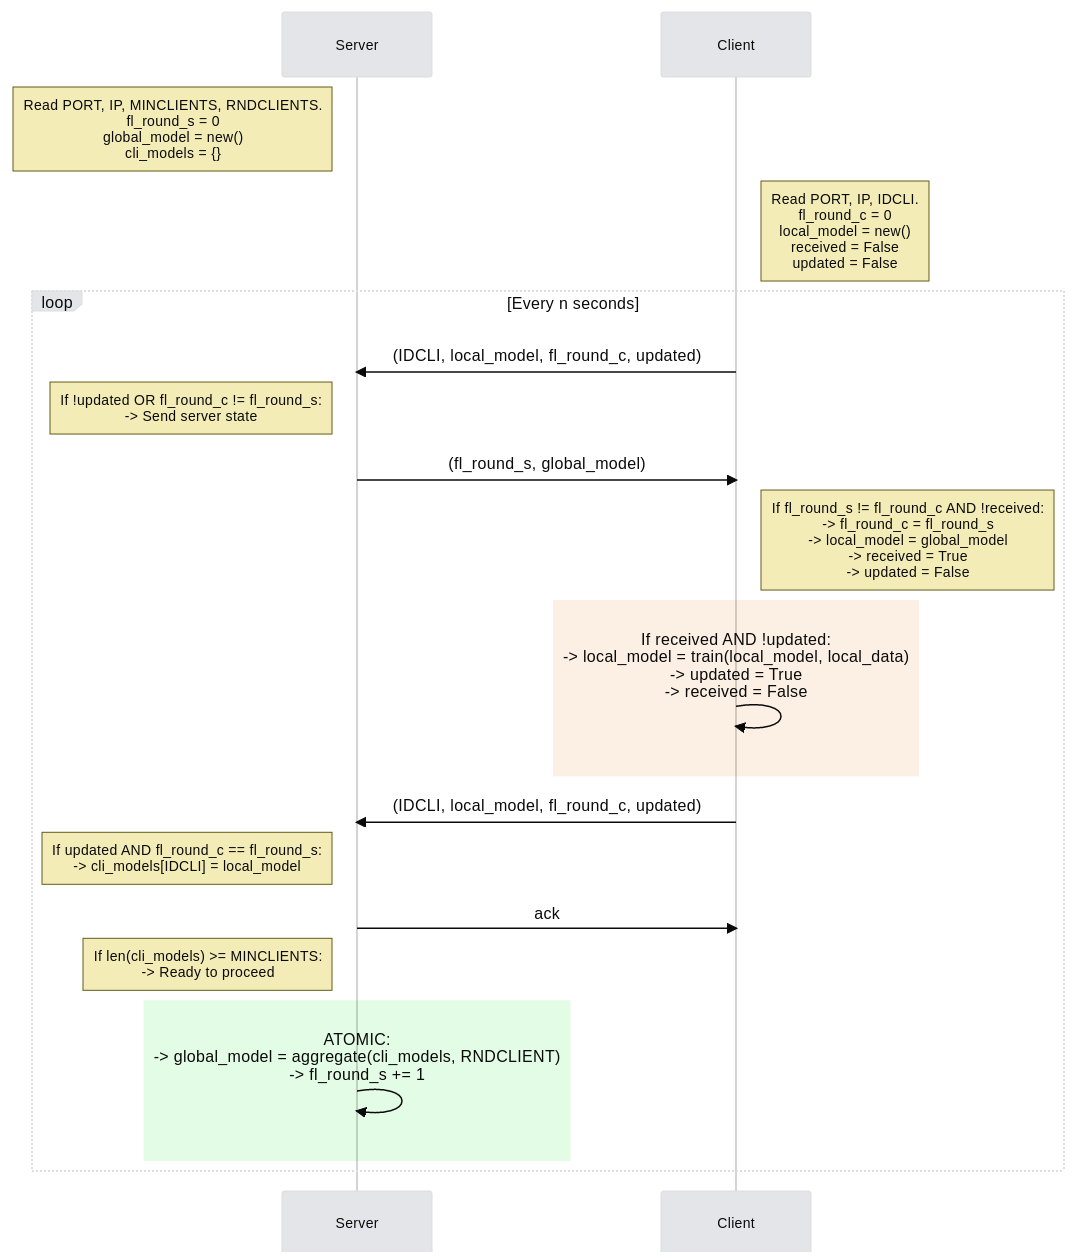 Server
Client
Read PORT, IP, MINCLIENTS, RNDCLIENTS.
fl_round_s = 0
global_model = new()
cli_models = {}
Read PORT, IP, IDCLI.
fl_round_c = 0
local_model = new()
received = False
updated = False
loop
[Every n seconds]
(IDCLI, local_model, fl_round_c, updated)
If !updated OR fl_round_c != fl_round_s:
-> Send server state
(fl_round_s, global_model)
If fl_round_s != fl_round_c AND !received:
-> fl_round_c = fl_round_s
-> local_model = global_model
-> received = True
-> updated = False
If received AND !updated:
-> local_model = train(local_model, local_data)
-> updated = True
-> received = False
(IDCLI, local_model, fl_round_c, updated)
If updated AND fl_round_c == fl_round_s:
-> cli_models[IDCLI] = local_model
ack
If len(cli_models) >= MINCLIENTS:
-> Ready to proceed
ATOMIC:
-> global_model = aggregate(cli_models, RNDCLIENT)
-> fl_round_s += 1
Server
Client